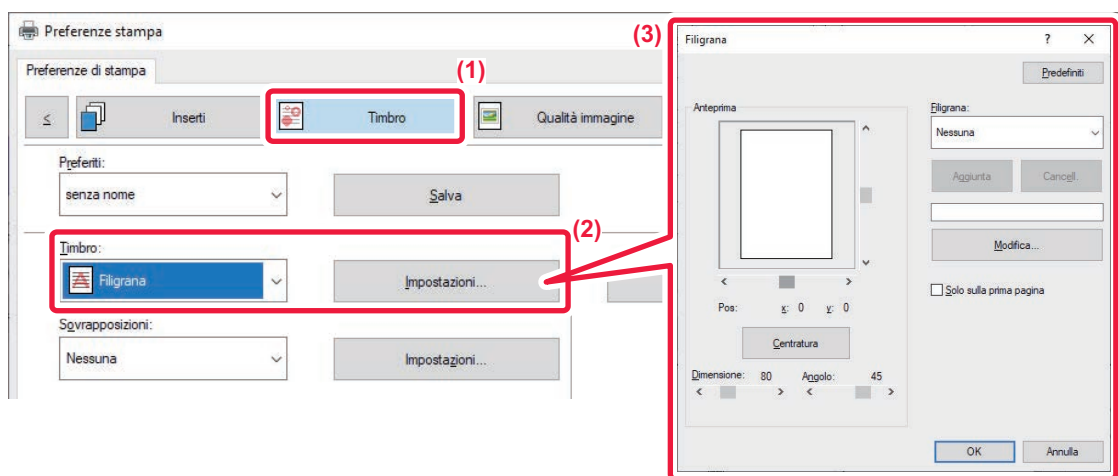 Preferenze stampa
Preferenze di stampa
(1)
<
Inserti
Timbro
Qualità immagine
Preferiti:
senza nome
Salva
(2)
Timbro:
Filigrana
Impostazioni...
Sovrapposizioni:
Nessuna
Impostazioni...
(3)
Filigrana
?
Predefiniti
Anteprima
Filigrana:
Nessuna
Aggiunta
Cancell.
Modifica...
Solo sulla prima pagina
Pos: x: 0 y: 0
Centratura
Dimensione: 80 Angolo: 45
OK
Annulla